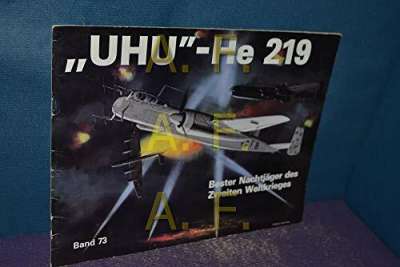 „UHU”-He 219
Bester Nachtjäger des
Zweiten Weltkrieges
Band 73
A. F.
A. F.
A. F.